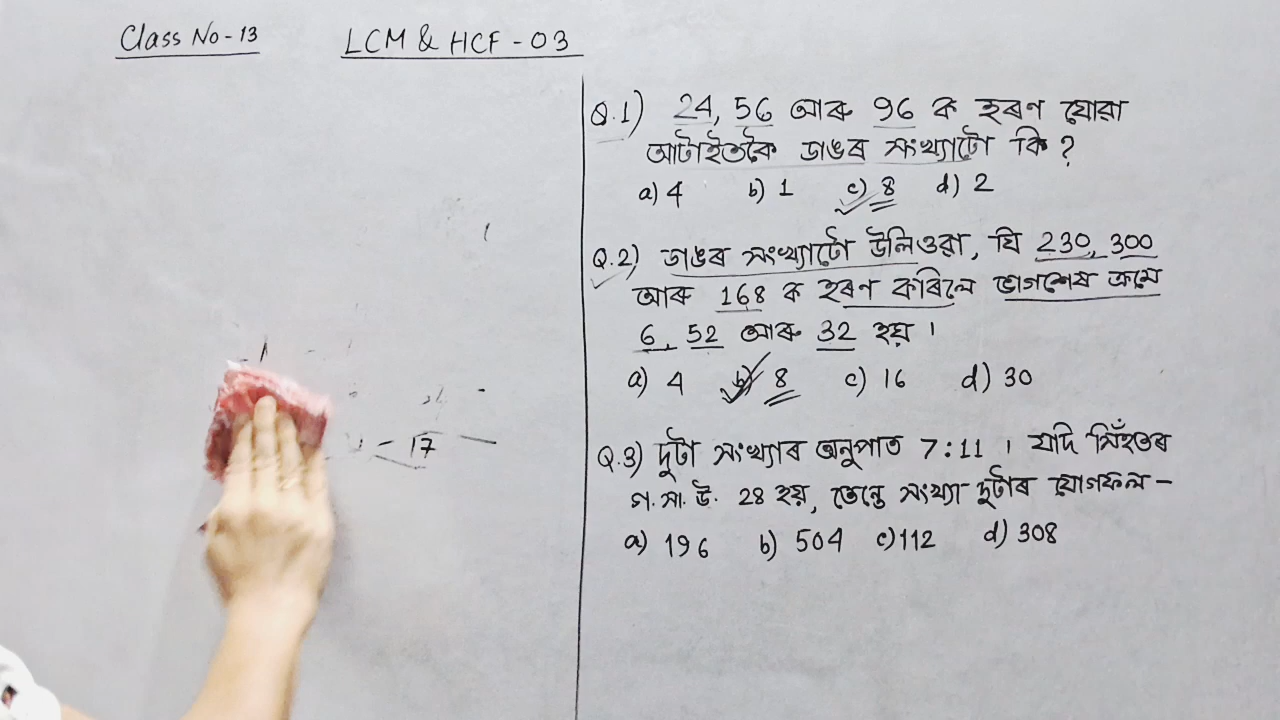 Class No - 13
LCM & HCF - 03
Q.1) 24, 56 আৰু 96 ক হৰণ যোৱা
আটাইতকৈ ডাঙৰ সংখ্যাটো কি ?
a) 4 b) 1 c) 8 d) 2
Q.2) ডাঙৰ সংখ্যাটো উলিওৱা, যি 230, 300
আৰু 168 ক হৰণ কৰিলে ভাগশেষ ক্ৰমে
6, 52 আৰু 32 হয় ।
a) 4 b) 8 c) 16 d) 30
Q.3) দুটা সংখ্যাৰ অনুপাত 7:11 । যদি সিঁহতৰ
গ. সা. উ. 28 হয়, তেন্তে সংখ্যা দুটাৰ যোগফল –
a) 196 b) 504 c) 112 d) 308
- 17